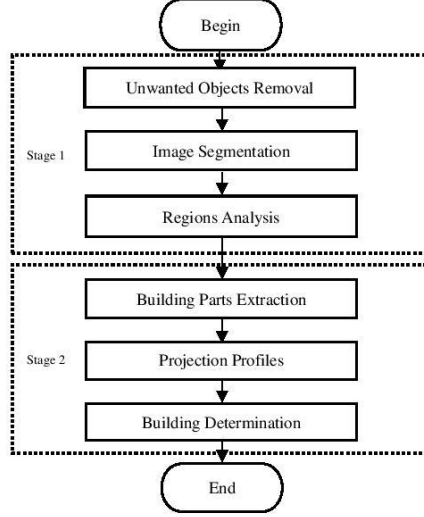 Begin
Unwanted Objects Removal
Stage 1
Image Segmentation
Regions Analysis
Building Parts Extraction
Stage 2
Projection Profiles
Building Determination
End